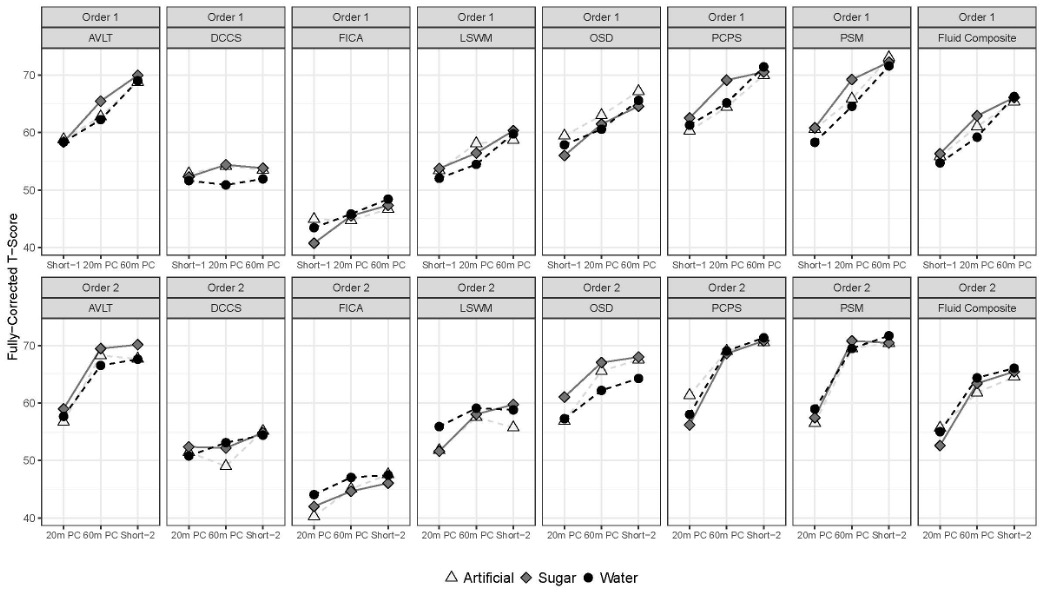 Order 1 Order 1 Order 1 Order 1 Order 1 Order 1 Order 1 Order 1
AVLT DCCS FICA LSWM OSD PCPS PSM Fluid Composite
70
60
50
40
Short-1 20m PC 60m PC Short-1 20m PC 60m PC Short-1 20m PC 60m PC Short-1 20m PC 60m PC Short-1 20m PC 60m PC Short-1 20m PC 60m PC Short-1 20m PC 60m PC Short-1 20m PC 60m PC
Fully-Corrected T-Score
Order 2 Order 2 Order 2 Order 2 Order 2 Order 2 Order 2 Order 2
AVLT DCCS FICA LSWM OSD PCPS PSM Fluid Composite
70
60
50
40
20m PC 60m PC Short-2 20m PC 60m PC Short-2 20m PC 60m PC Short-2 20m PC 60m PC Short-2 20m PC 60m PC Short-2 20m PC 60m PC Short-2 20m PC 60m PC Short-2 20m PC 60m PC Short-2
Artificial Sugar Water